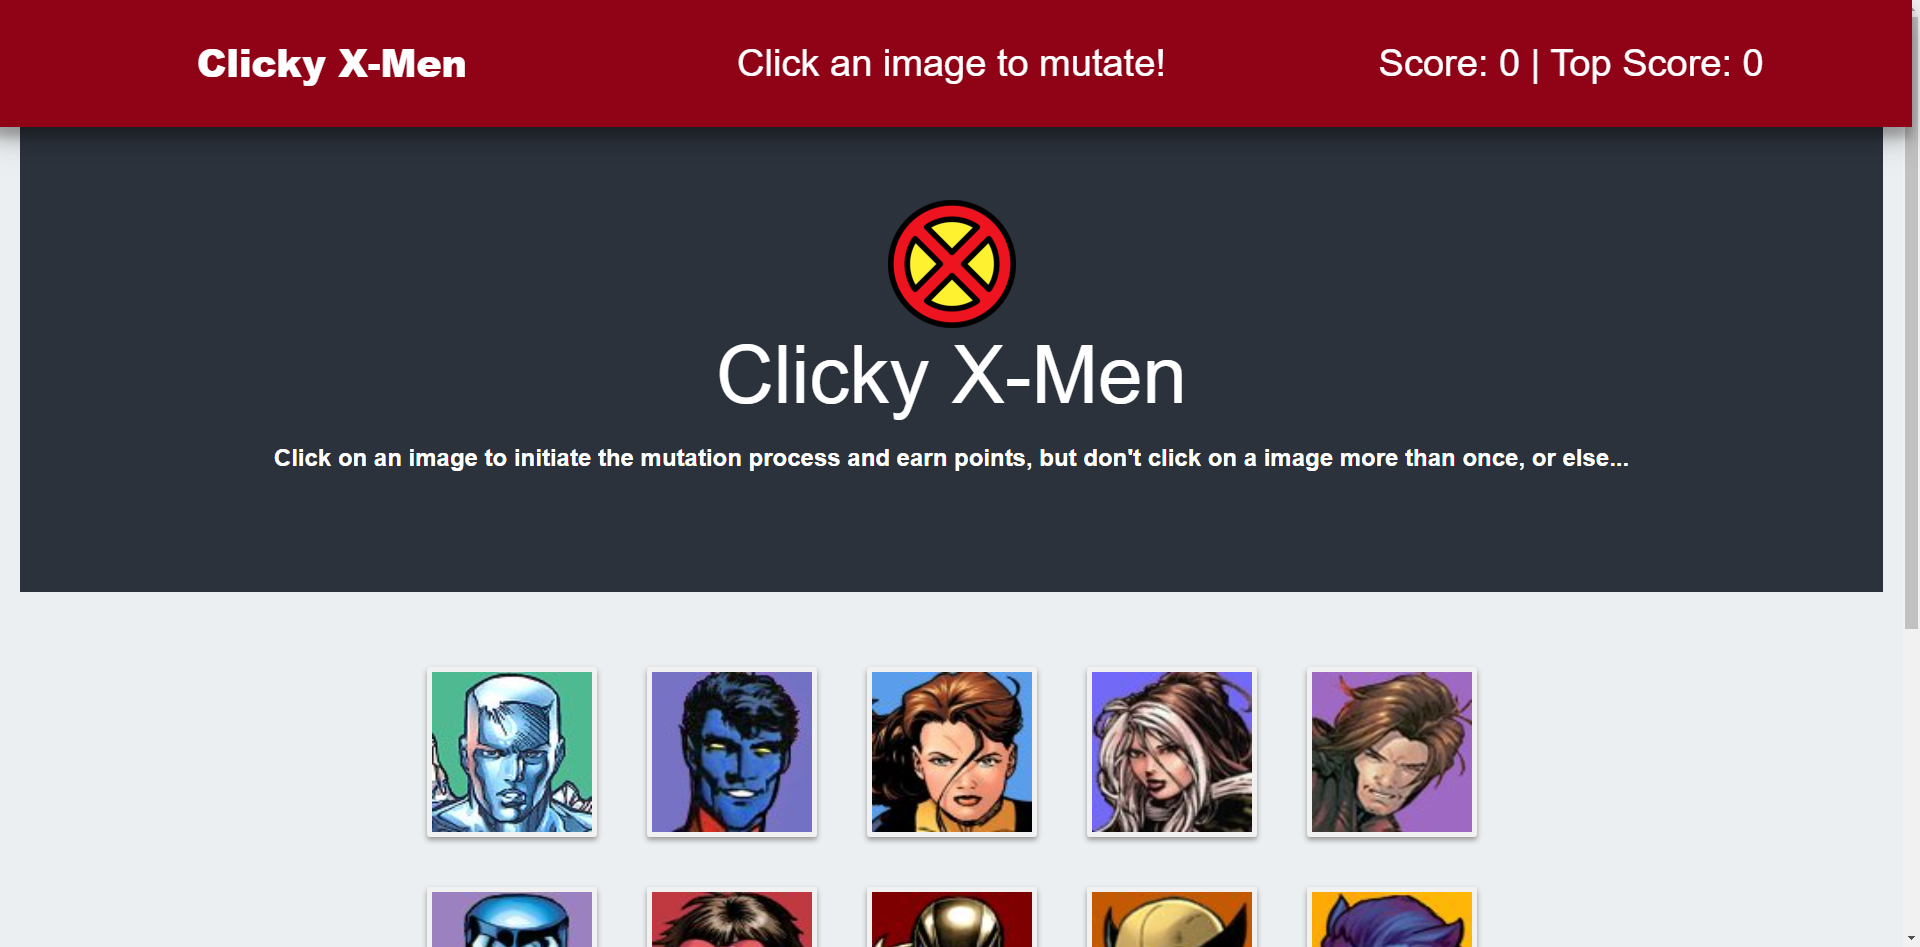 Clicky X-Men
Click an image to mutate!
Score: 0 | Top Score: 0
Clicky X-Men
Click on an image to initiate the mutation process and earn points, but don't click on a image more than once, or else...